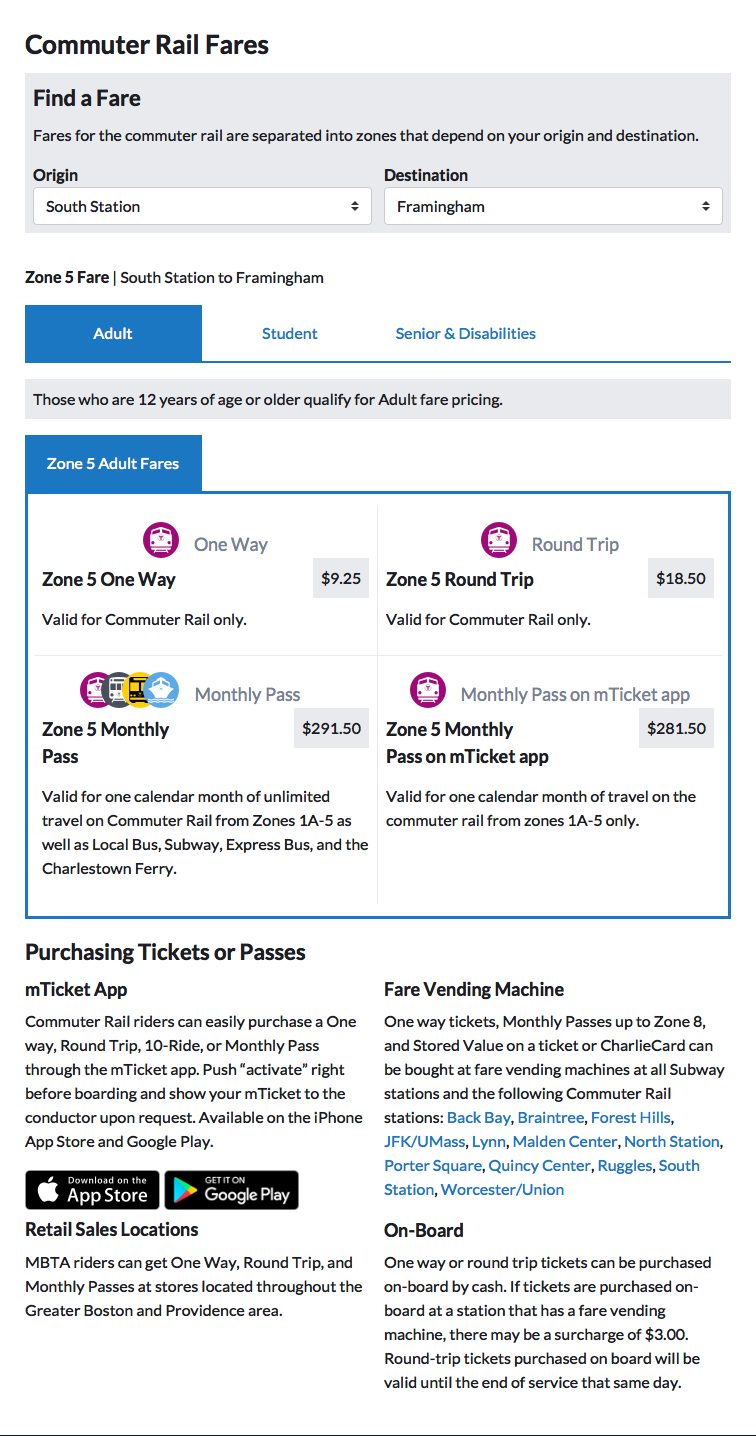 Commuter Rail Fares
Find a Fare
Fares for the commuter rail are separated into zones that depend on your origin and destination.
Origin
South Station
Destination
Framingham
Zone 5 Fare | South Station to Framingham
Adult
Student
Senior & Disabilities
Those who are 12 years of age or older qualify for Adult fare pricing.
Zone 5 Adult Fares
One Way
Zone 5 One Way
$9.25
Valid for Commuter Rail only.
Round Trip
Zone 5 Round Trip
$18.50
Valid for Commuter Rail only.
Monthly Pass
Zone 5 Monthly
Pass
$291.50
Valid for one calendar month of unlimited
travel on Commuter Rail from Zones 1A-5 as
well as Local Bus, Subway, Express Bus, and the
Charlestown Ferry.
Monthly Pass on mTicket app
Zone 5 Monthly
Pass on mTicket app
$281.50
Valid for one calendar month of travel on the
commuter rail from zones 1A-5 only.
Purchasing Tickets or Passes
mTicket App
Commuter Rail riders can easily purchase a One
way, Round Trip, 10-Ride, or Monthly Pass
through the mTicket app. Push “activate” right
before boarding and show your mTicket to the
conductor upon request. Available on the iPhone
App Store and Google Play.
Download on the
App Store
GET IT ON
Google Play
Retail Sales Locations
MBTA riders can get One Way, Round Trip, and
Monthly Passes at stores located throughout the
Greater Boston and Providence area.
Fare Vending Machine
One way tickets, Monthly Passes up to Zone 8,
and Stored Value on a ticket or CharlieCard can
be bought at fare vending machines at all Subway
stations and the following Commuter Rail
stations: Back Bay, Braintree, Forest Hills,
JFK/UMass, Lynn, Malden Center, North Station,
Porter Square, Quincy Center, Ruggles, South
Station, Worcester/Union
On-Board
One way or round trip tickets can be purchased
on-board by cash. If tickets are purchased on-
board at a station that has a fare vending
machine, there may be a surcharge of $3.00.
Round-trip tickets purchased on board will be
valid until the end of service that same day.